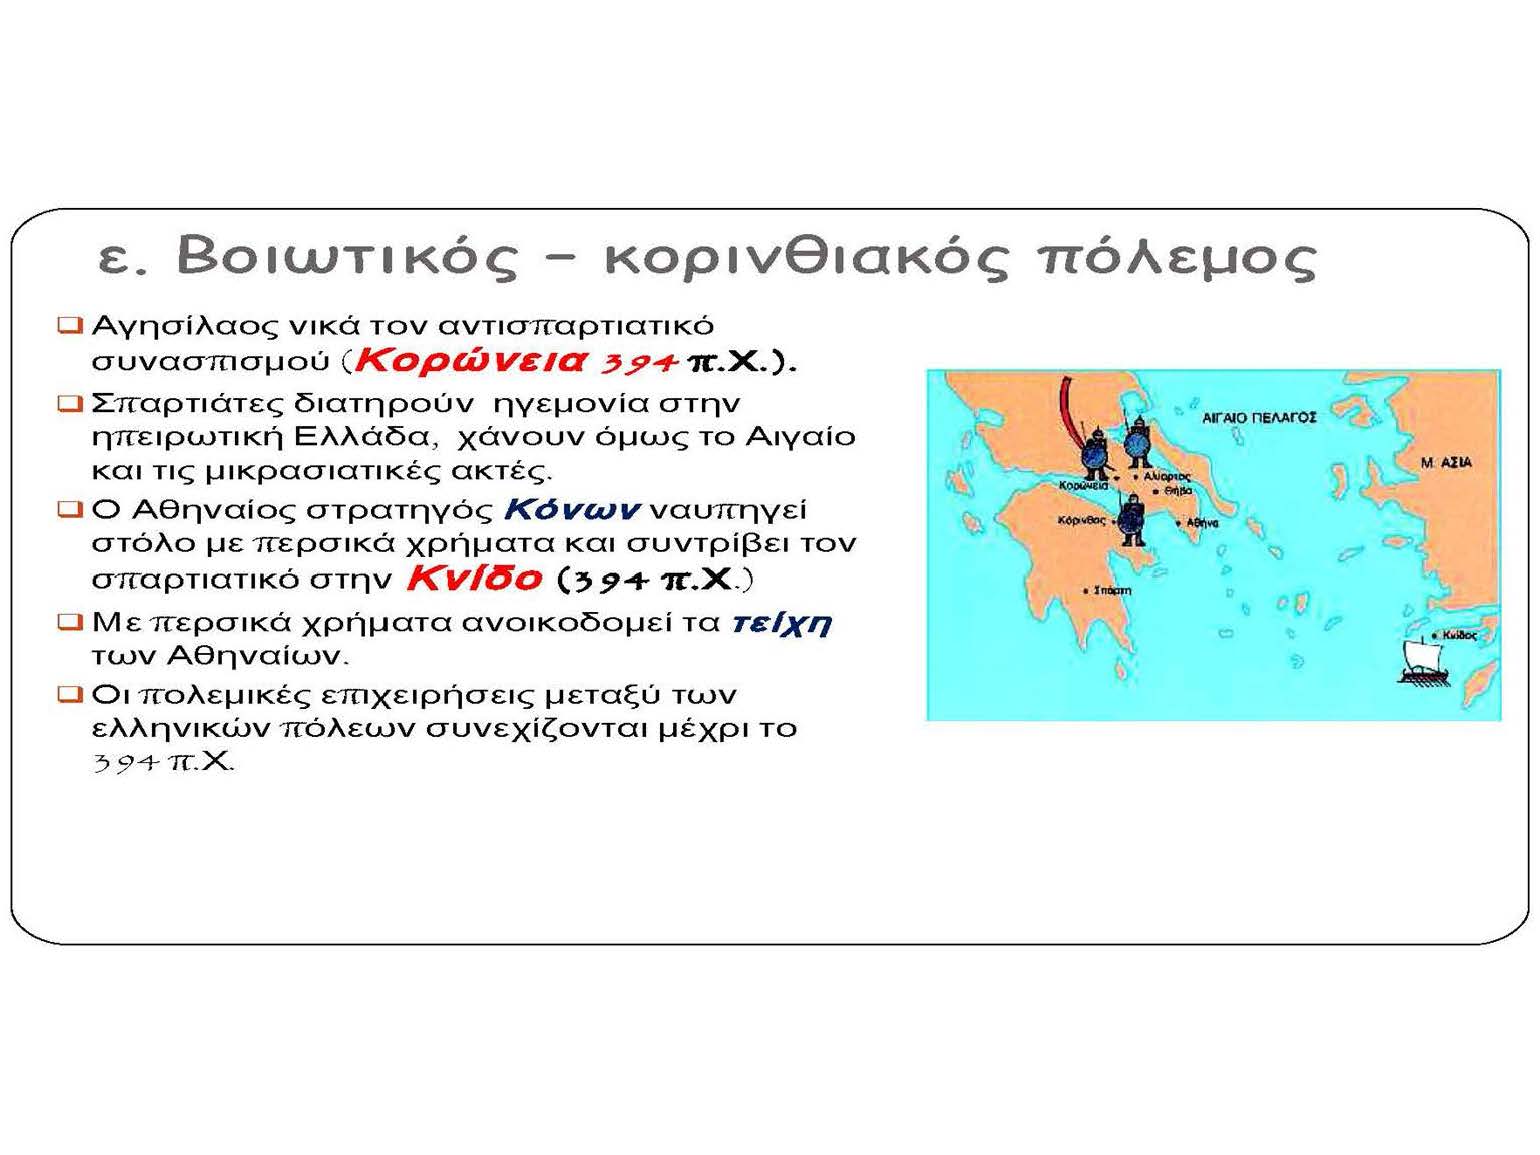 ε. Βοιωτικός – κορινθιακός πόλεμος
❑ Αγησίλαος νικά τον αντισπαρτιατικό
συνασπισμού (Κορώνεια 394 π.Χ.).
❑ Σπαρτιάτες διατηρούν ηγεμονία στην
ηπειρωτική Ελλάδα, χάνουν όμως το Αιγαίο
και τις μικρασιατικές ακτές.
❑ Ο Αθηναίος στρατηγός Κόνων ναυπηγεί
στόλο με περσικά χρήματα και συντρίβει τον
σπαρτιατικό στην Κνίδο (394 π.Χ.)
❑ Με περσικά χρήματα ανοικοδομεί τα τείχη
των Αθηναίων.
❑ Οι πολεμικές επιχειρήσεις μεταξύ των
ελληνικών πόλεων συνεχίζονται μέχρι το
394 π.Χ.
ΑΙΓΑΙΟ ΠΕΛΑΓΟΣ
Μ. ΑΣΙΑ
Κορώνεια
Αλίαρτος
Θήβα
Κόρινθος
Αθήνα
Σπάρτη
Κνίδος